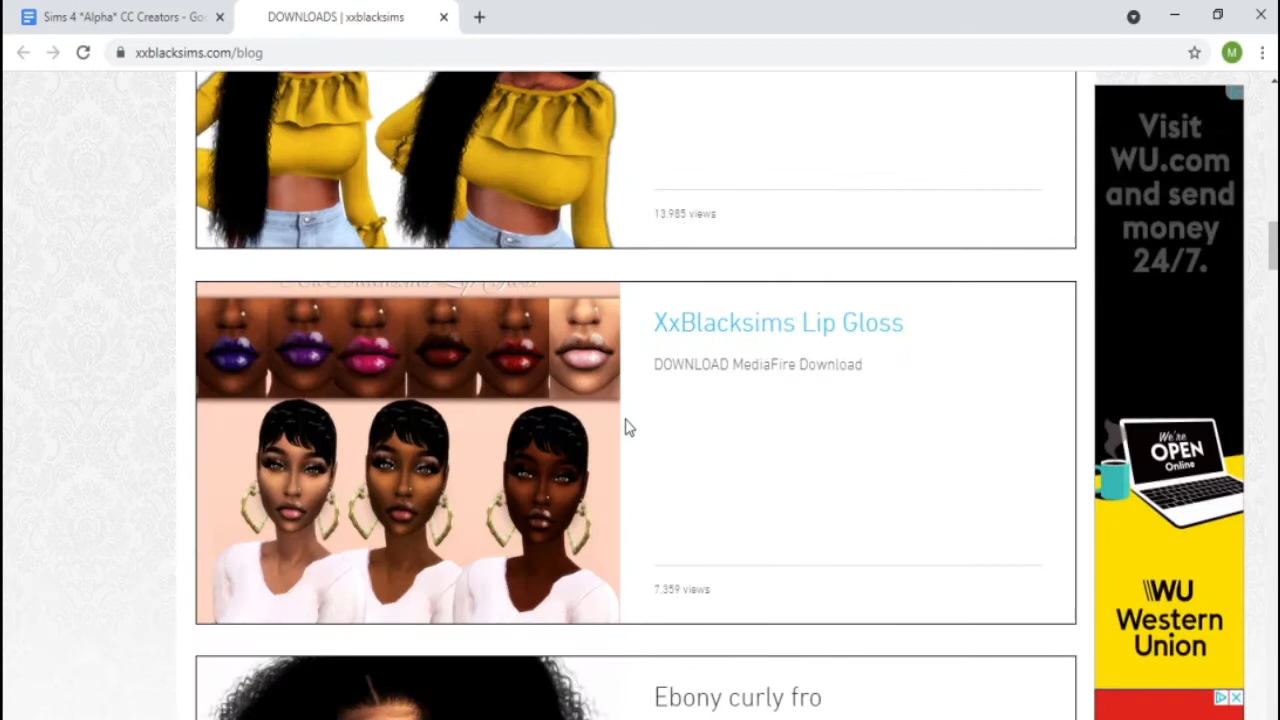 Sims 4 *Alpha* CC Creators - Go
DOWNLOADS | xxblacksims
xxblacksims.com/blog
M
13.985 views
XxBlacksims Lip Gloss
DOWNLOAD MediaFire Download
7.359 views
Ebony curly fro
Visit
WU.com
and send
money
24/7.
We're
OPEN
Online
WU
Western
Union